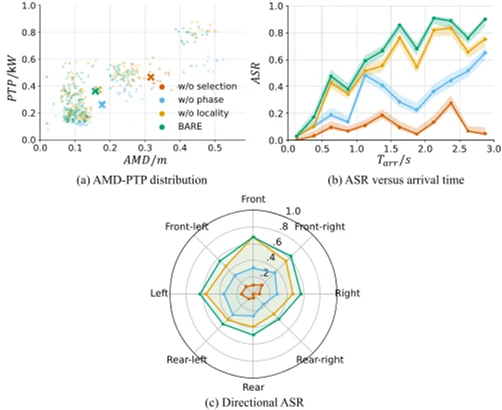 1.0
0.8
0.6
0.4
0.2
0.0
0.0 0.1 0.2 0.3 0.4 0.5
PTP/kW
AMD/m
w/o selection
w/o phase
w/o locality
BARE
(a) AMD-PTP distribution
1.0
0.8
0.6
0.4
0.2
0.0
0.0 0.5 1.0 1.5 2.0 2.5 3.0
ASR
T_arr/s
(b) ASR versus arrival time
Front
1.0
Front-left .8 Front-right
.6
.4
.2
Left Right
Rear-left Rear-right
Rear
(c) Directional ASR